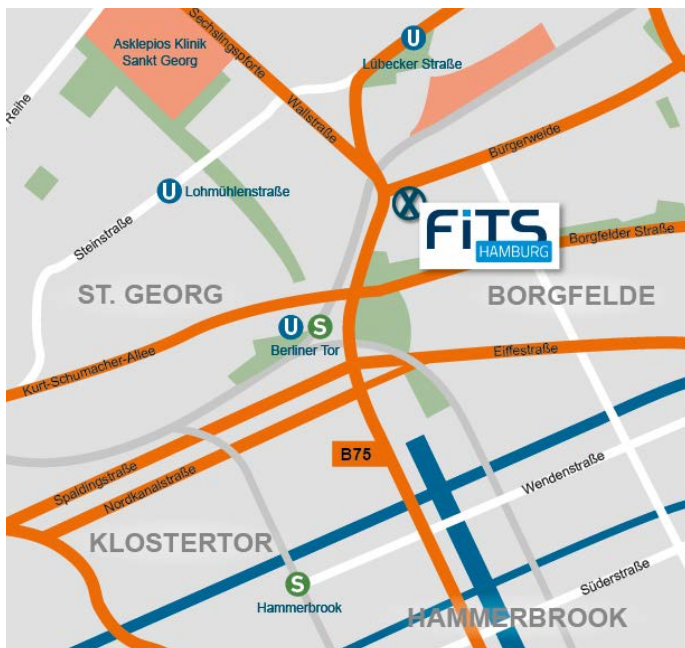 Sechslingspforte
Asklepios Klinik
Sankt Georg
U
Lübecker Straße
Reihe
Wallstraße
Bürgerweide
U Lohmühlenstraße
X
FiTS
HAMBURG
Steinstraße
Borgfelder Straße
ST. GEORG
BORGFELDE
U S
Berliner Tor
Eiffestraße
Kurt-Schumacher-Allee
B75
Spaldingstraße
Nordkanalstraße
Wendenstraße
KLOSTERTOR
S
Hammerbrook
Süderstraße
HAMMERBROOK